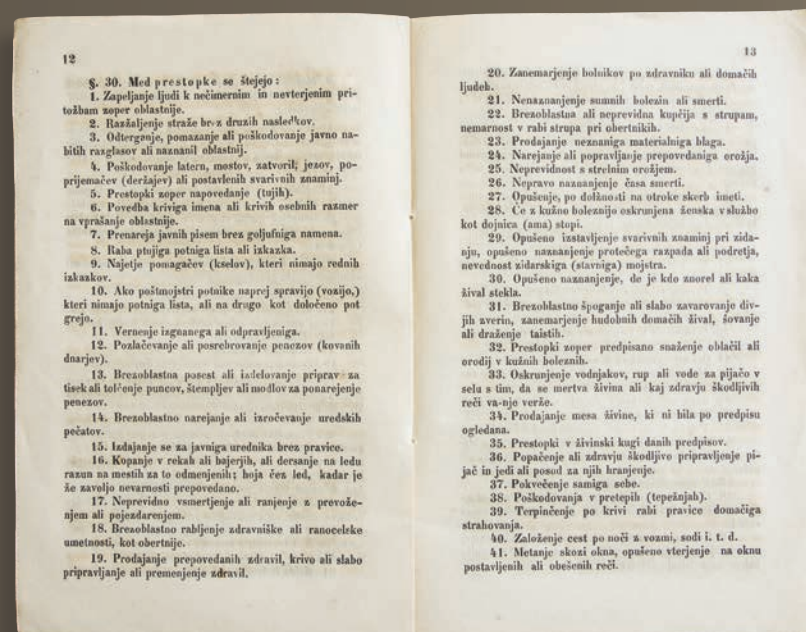 12
§. 30. Med prestopke se štejejo:
1. Zapeljanje ljudi k nečimernim in nevterjenim pri-
tožbam zoper oblastnije.
2. Razžaljenje straže brez druzih nasledkov.
3. Odterganje, pomazanje ali poškodovanje javno na-
bitih razglasov ali naznanil oblastnij.
4. Poškodovanje latern, mostov, zatvoril, jezov, po-
prijemačev (deržajev) ali postavlenih svarivnih znaminj.
5. Prestopki zoper napovedanje (tujih).
6. Povedba kriviga imena ali krivih osebnih razmer
na vprašanje oblastnije.
7. Prenareja javnih pisem brez goljufniga namena.
8. Raba ptujiga potniga lista ali izkazka.
9. Najetje pomagačev (kselov), kteri nimajo rednih
izkazkov.
10. Ako poštmojstri potnike naprej spravijo (vozijo,)
kteri nimajo potniga lista, ali na drugo kot določeno pot
grejo.
11. Vernenje izgnanega ali odpravljeniga.
12. Pozlačevanje ali posrebrovanje penezov (kovanih
dnarjev).
13. Brezoblastna posest ali izdelovanje priprav za
tisek ali tolčenje puncov, štempljev ali modlov za ponarejenje
penezov.
14. Brezoblastno narejanje ali izročevanje uredskih
pečatov.
15. Izdajanje se za javniga urednika brez pravice.
16. Kopanje v rekah ali bajerjih, ali dersanje na ledu
razun na mestih za to odmenjenih; hoja čez led, kadar je
že zavoljo nevarnosti prepovedano.
17. Neprevidno vsmertjenje ali ranjenje z prevože-
njem ali pojezdarenjem.
18. Brezoblastno rabljenje zdravniške ali ranocelske
umetnosti, kot obertnije.
19. Prodajanje prepovedanih zdravil, krivo ali slabo
pripravljanje ali premenjenje zdravil.
13
20. Zanemarjenje bolnikov po zdravniku ali domačih
ljudeh.
21. Nenaznanjenje sumnih bolezin ali smerti.
22. Brezoblastna ali neprevidna kupčija s strupam,
nemarnost v rabi strupa pri obertnikih.
23. Prodajanje neznaniga materialniga blaga.
24. Narejanje ali popravljanje prepovedaniga orožja.
25. Neprevidnost s strelnim orožjem.
26. Nepravo naznanjenje časa smerti.
27. Opušenje, po dolžnosti na otroke skerb imeti.
28. Če z kužno boleznijo oskrunjena ženska v službo
kot dojnica (ama) stopi.
29. Opušeno izstavljenje svarivnih znaminj pri zida-
nju, opušeno naznanjenje protečega razpada ali podretja,
nevednost zidarskiga (stavniga) mojstra.
30. Opušeno naznanjenje, de je kdo znorel ali kaka
žival stekla.
31. Brezoblastno špoganje ali slabo zavarovanje div-
jih zverin, zanemarjenje hudobnih domačih žival, šovanje
ali draženje taistih.
32. Prestopki zoper predpisano snaženje oblačil ali
orodij v kužnih boleznih.
33. Oskrunjenje vodnjakov, rup ali vode za pijačo v
selu s tim, da se mertva živina ali kaj zdravju škodljivih
reči va-nje verže.
34. Prodajanje mesa živine, ki ni bila po predpisu
ogledana.
35. Prestopki v živinski kugi danih predpisov.
36. Popačenje ali zdravju škodljivo pripravljenje pi-
jač in jedi ali posod za njih hranjenje.
37. Pokvečenje samiga sebe.
38. Poškodovanja v pretepih (tepežnjah).
39. Terpinčenje po krivi rabi pravice domačiga
strahovanja.
40. Založenje cest po noči z vozmi, sodi i. t. d.
41. Metanje skozi okna, opušeno vterjenje na oknu
postavljenih ali obešenih reči.